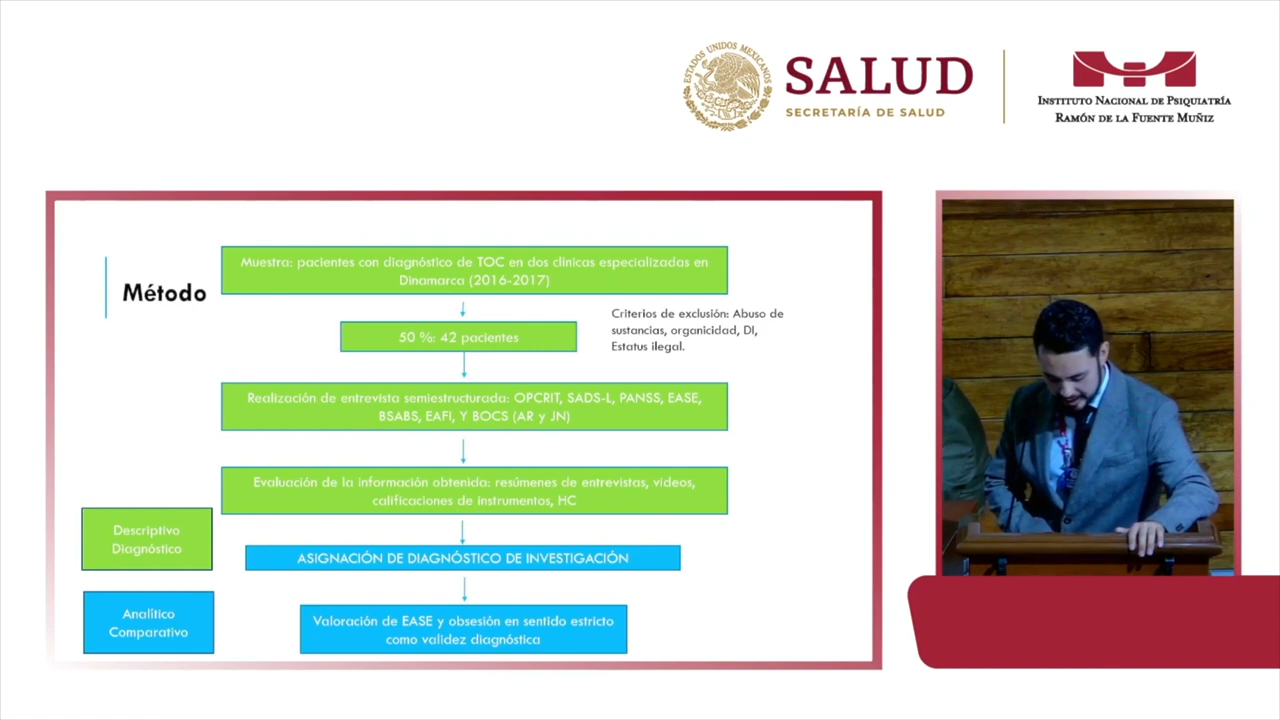 ESTADOS UNIDOS MEXICANOS
SALUD
SECRETARÍA DE SALUD
INSTITUTO NACIONAL DE PSIQUIATRÍA
RAMÓN DE LA FUENTE MUÑIZ
Método
Muestra: pacientes con diagnóstico de TOC en dos clínicas especializadas en
Dinamarca (2016-2017)
50 %: 42 pacientes
Criterios de exclusión: Abuso de
sustancias, organicidad, DI,
Estatus ilegal.
Realización de entrevista semiestructurada: OPCRIT, SADS-L, PANSS, EASE,
BSABS, EAFI, Y BOCS (AR y JN)
Evaluación de la información obtenida: resúmenes de entrevistas, videos,
calificaciones de instrumentos, HC
Descriptivo
Diagnóstico
ASIGNACIÓN DE DIAGNÓSTICO DE INVESTIGACIÓN
Analítico
Comparativo
Valoración de EASE y obsesión en sentido estricto
como validez diagnóstica